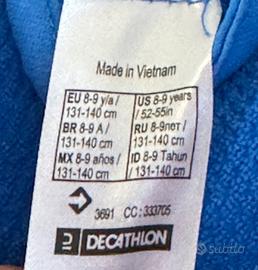 Made in Vietnam
EU 8-9 y/a /
131-140 cm
US 8-9 years
/ 52-55in
BR 8-9 A /
131-140 cm
RU 8-9лет /
131-140 cm
MX 8-9 años /
131-140 cm
ID 8-9 Tahun
/ 131-140 cm
3691 CC: 333705
DECATHLON
subito